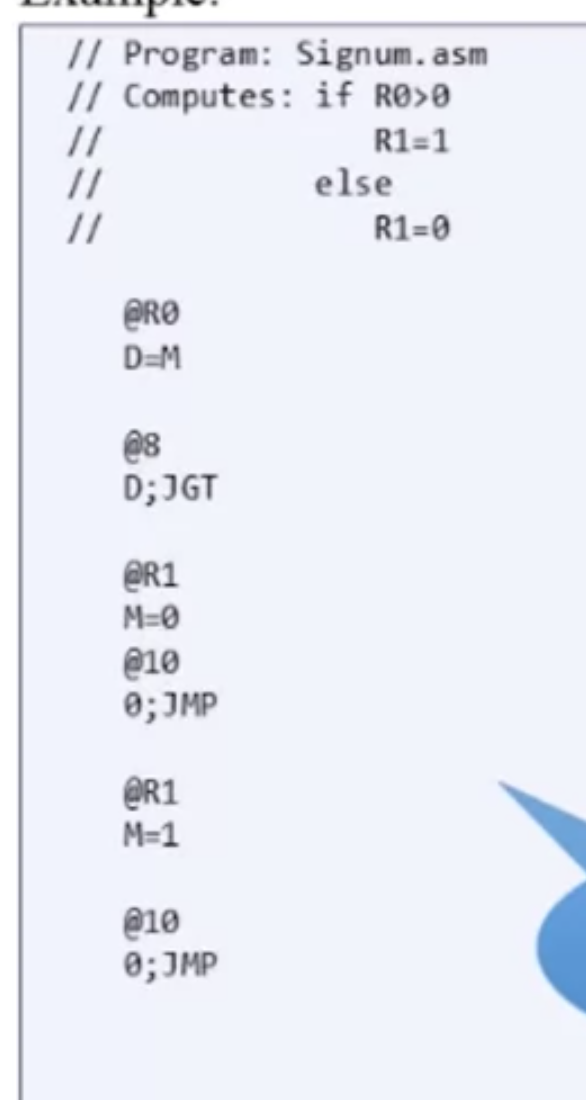 Example:
// Program: Signum.asm
// Computes: if R0>0
//              R1=1
//           else
//              R1=0
@R0
D=M
@8
D;JGT
@R1
M=0
@10
0;JMP
@R1
M=1
@10
0;JMP